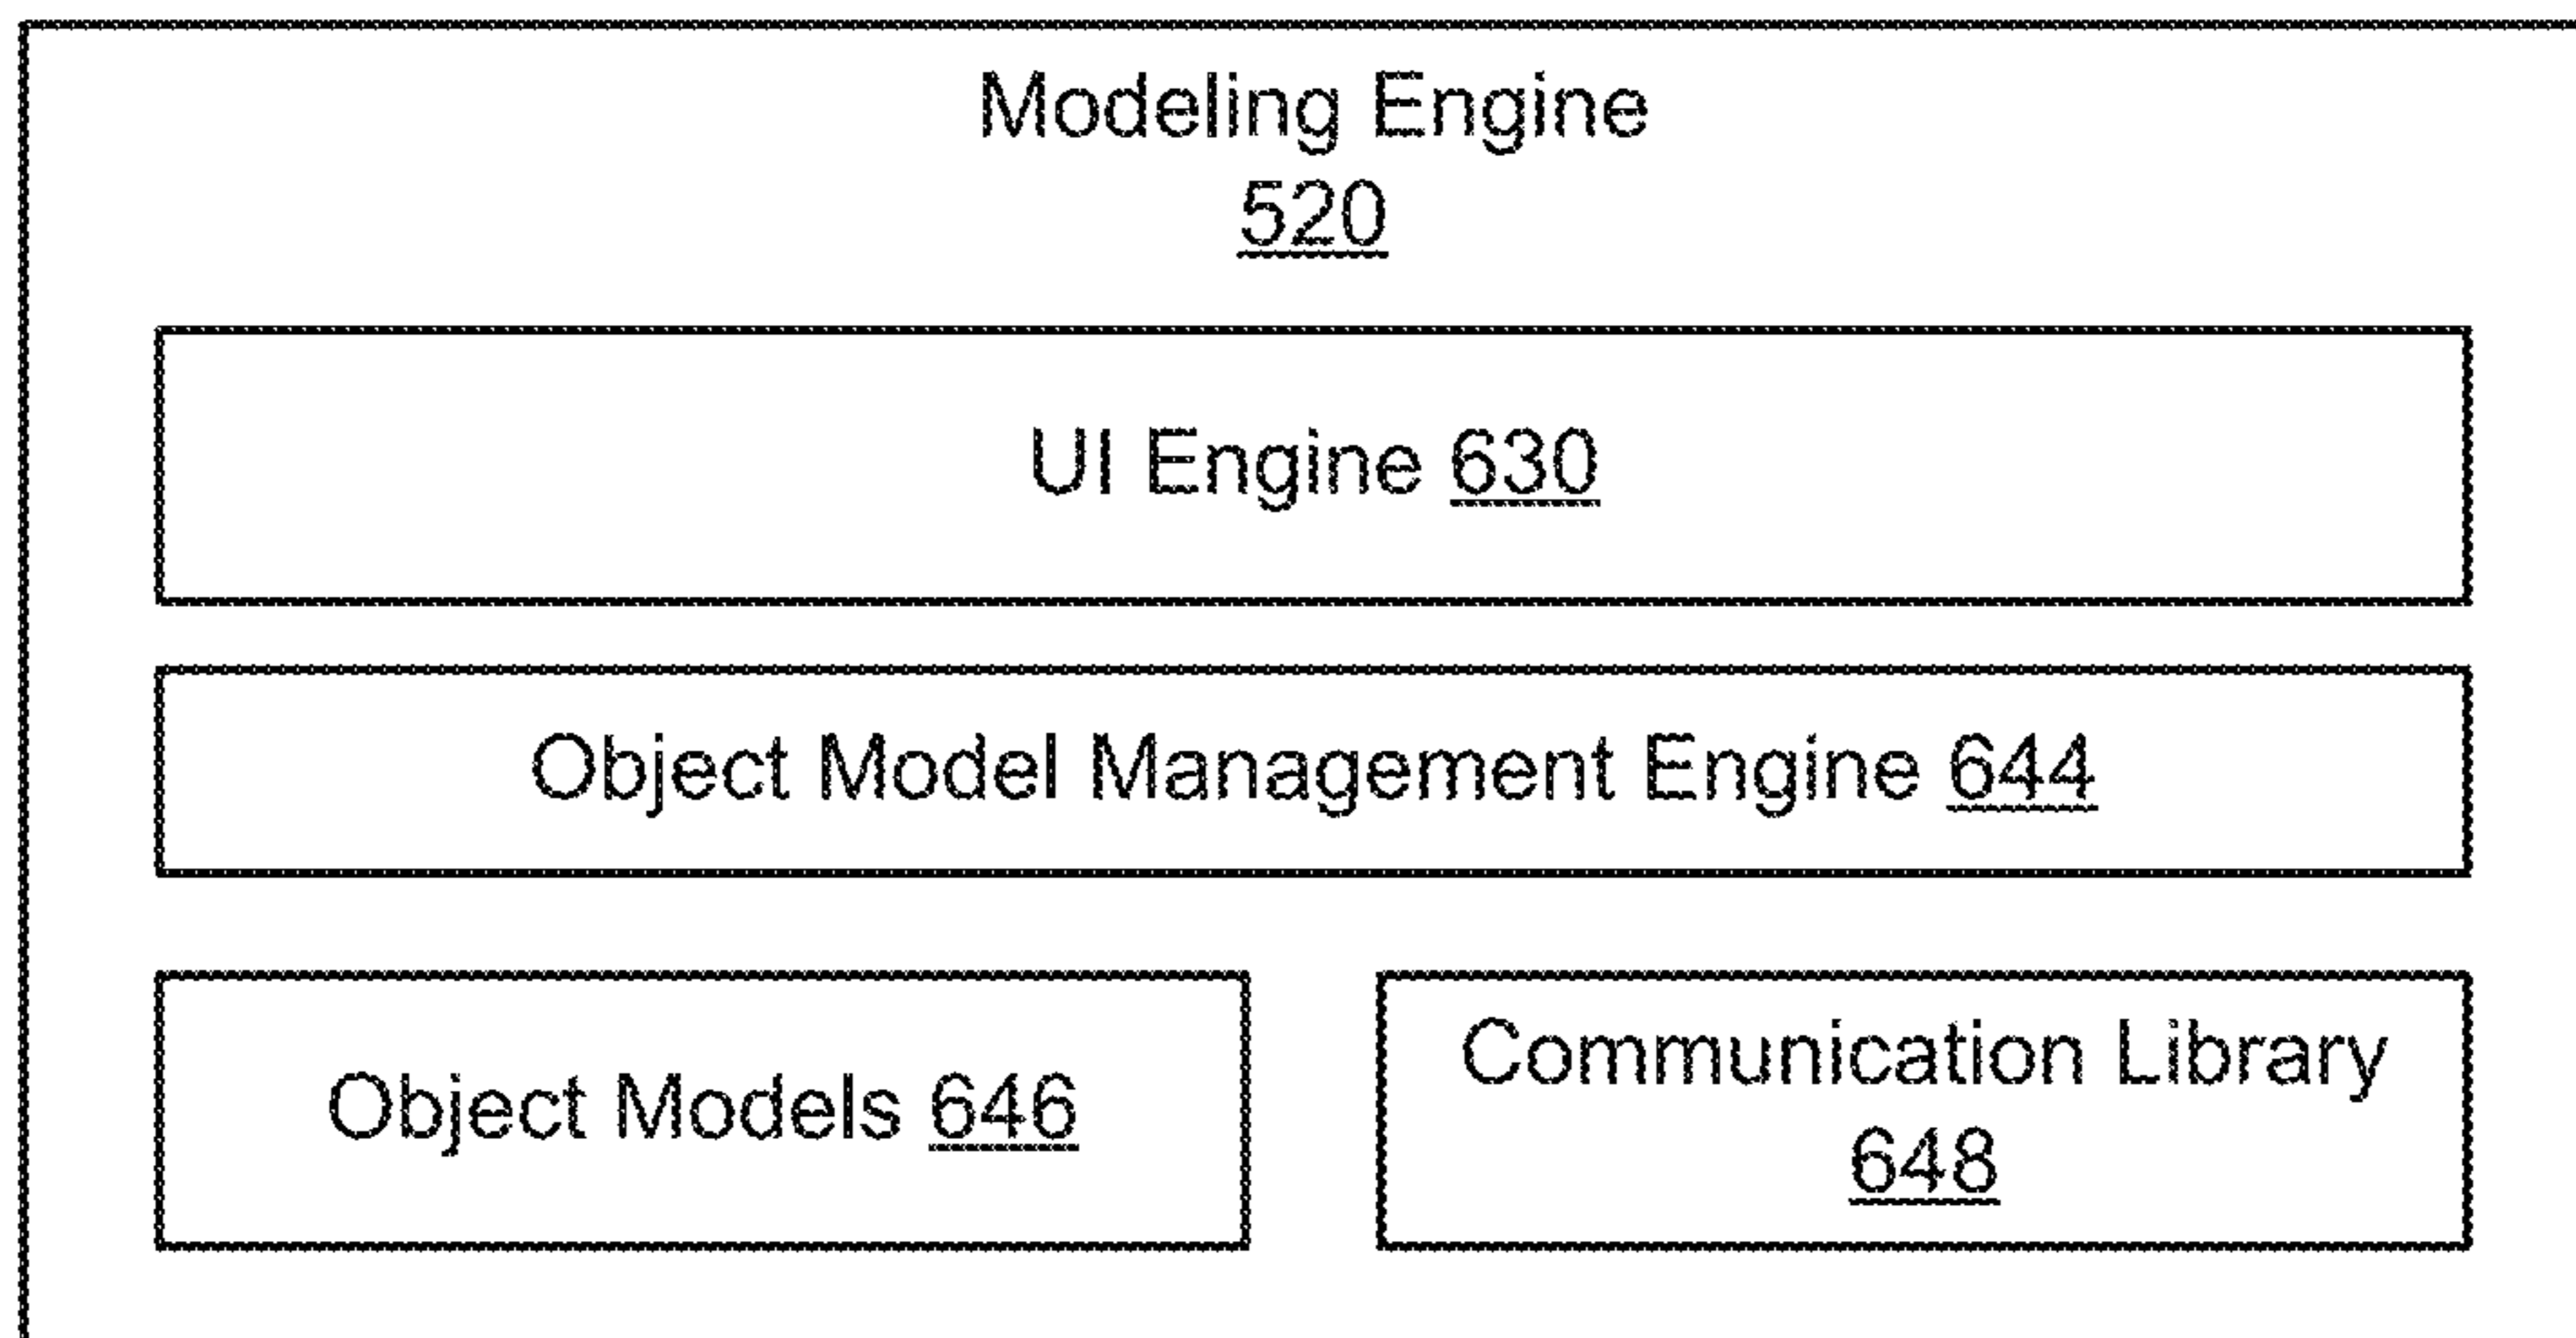 Modeling Engine
520
UI Engine 630
Object Model Management Engine 644
Object Models 646
Communication Library
648